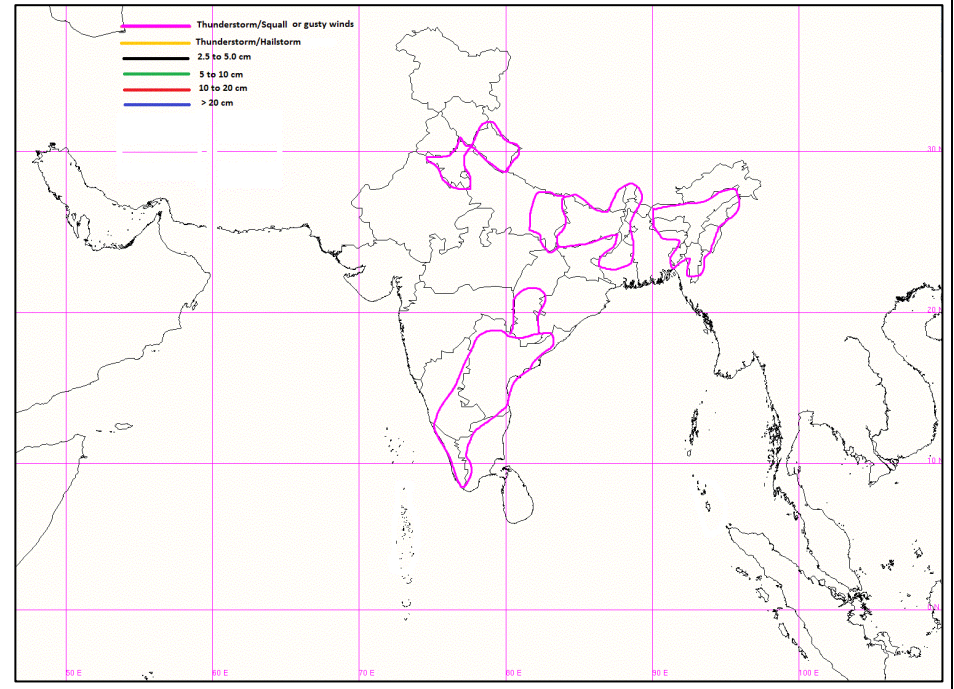 Thunderstorm/Squall or gusty winds
Thunderstorm/Hailstorm
2.5 to 5.0 cm
5 to 10 cm
10 to 20 cm
> 20 cm
30 N
20 N
10 N
50 E
60 E
70 E
80 E
90 E
100 E